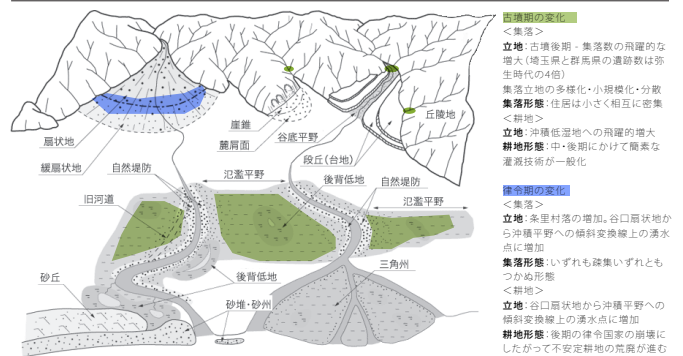 古墳期の変化
<集落>
立地：古墳後期 - 集落数の飛躍的な
増大（埼玉県と群馬県の遺跡数は弥
生時代の4倍）
集落立地の多様化・小規模化・分散
集落形態：住居は小さく相互に密集
<耕地>
立地：沖積低湿地への飛躍的増大
耕地形態：中・後期にかけて簡素な
灌漑技術が一般化
律令期の変化
<集落>
立地：条里村落の増加。谷口扇状地か
ら沖積平野への傾斜変換線上の湧水
点に増加
集落形態：いずれも疎集いずれとも
つかぬ形態
<耕地>
立地：谷口扇状地から沖積平野への
傾斜変換線上の湧水点に増加
耕地形態：後期の律令国家の崩壊に
したがって不安定耕地の荒廃が進む
扇状地
緩扇状地
崖錐
麓屑面
谷底平野
丘陵地
段丘（台地）
自然堤防
氾濫平野
後背低地
自然堤防
旧河道
氾濫平野
砂丘
後背低地
三角州
砂堆・砂州